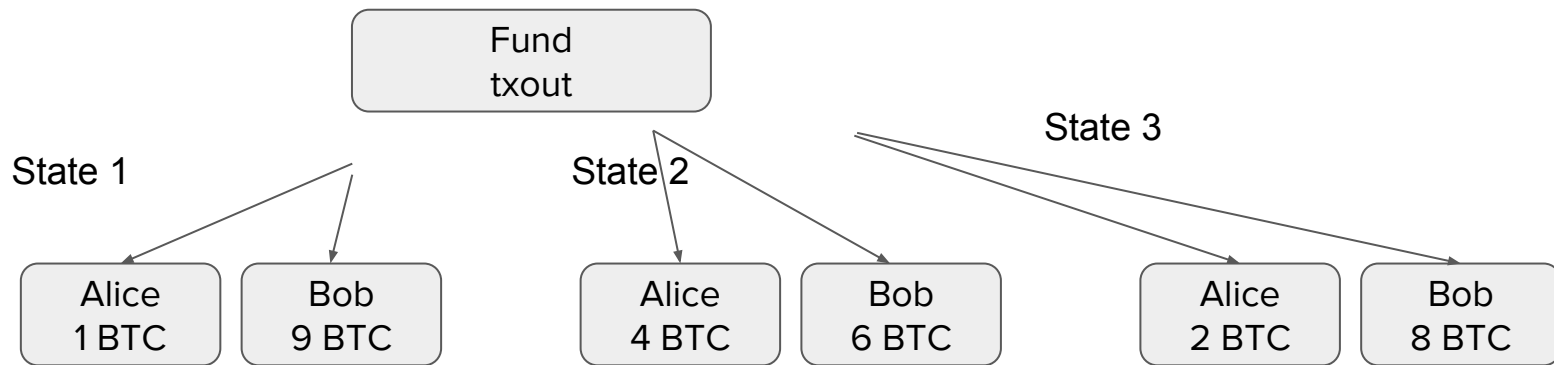 Fund
txout
State 1
State 2
State 3
Alice
1 BTC
Bob
9 BTC
Alice
4 BTC
Bob
6 BTC
Alice
2 BTC
Bob
8 BTC